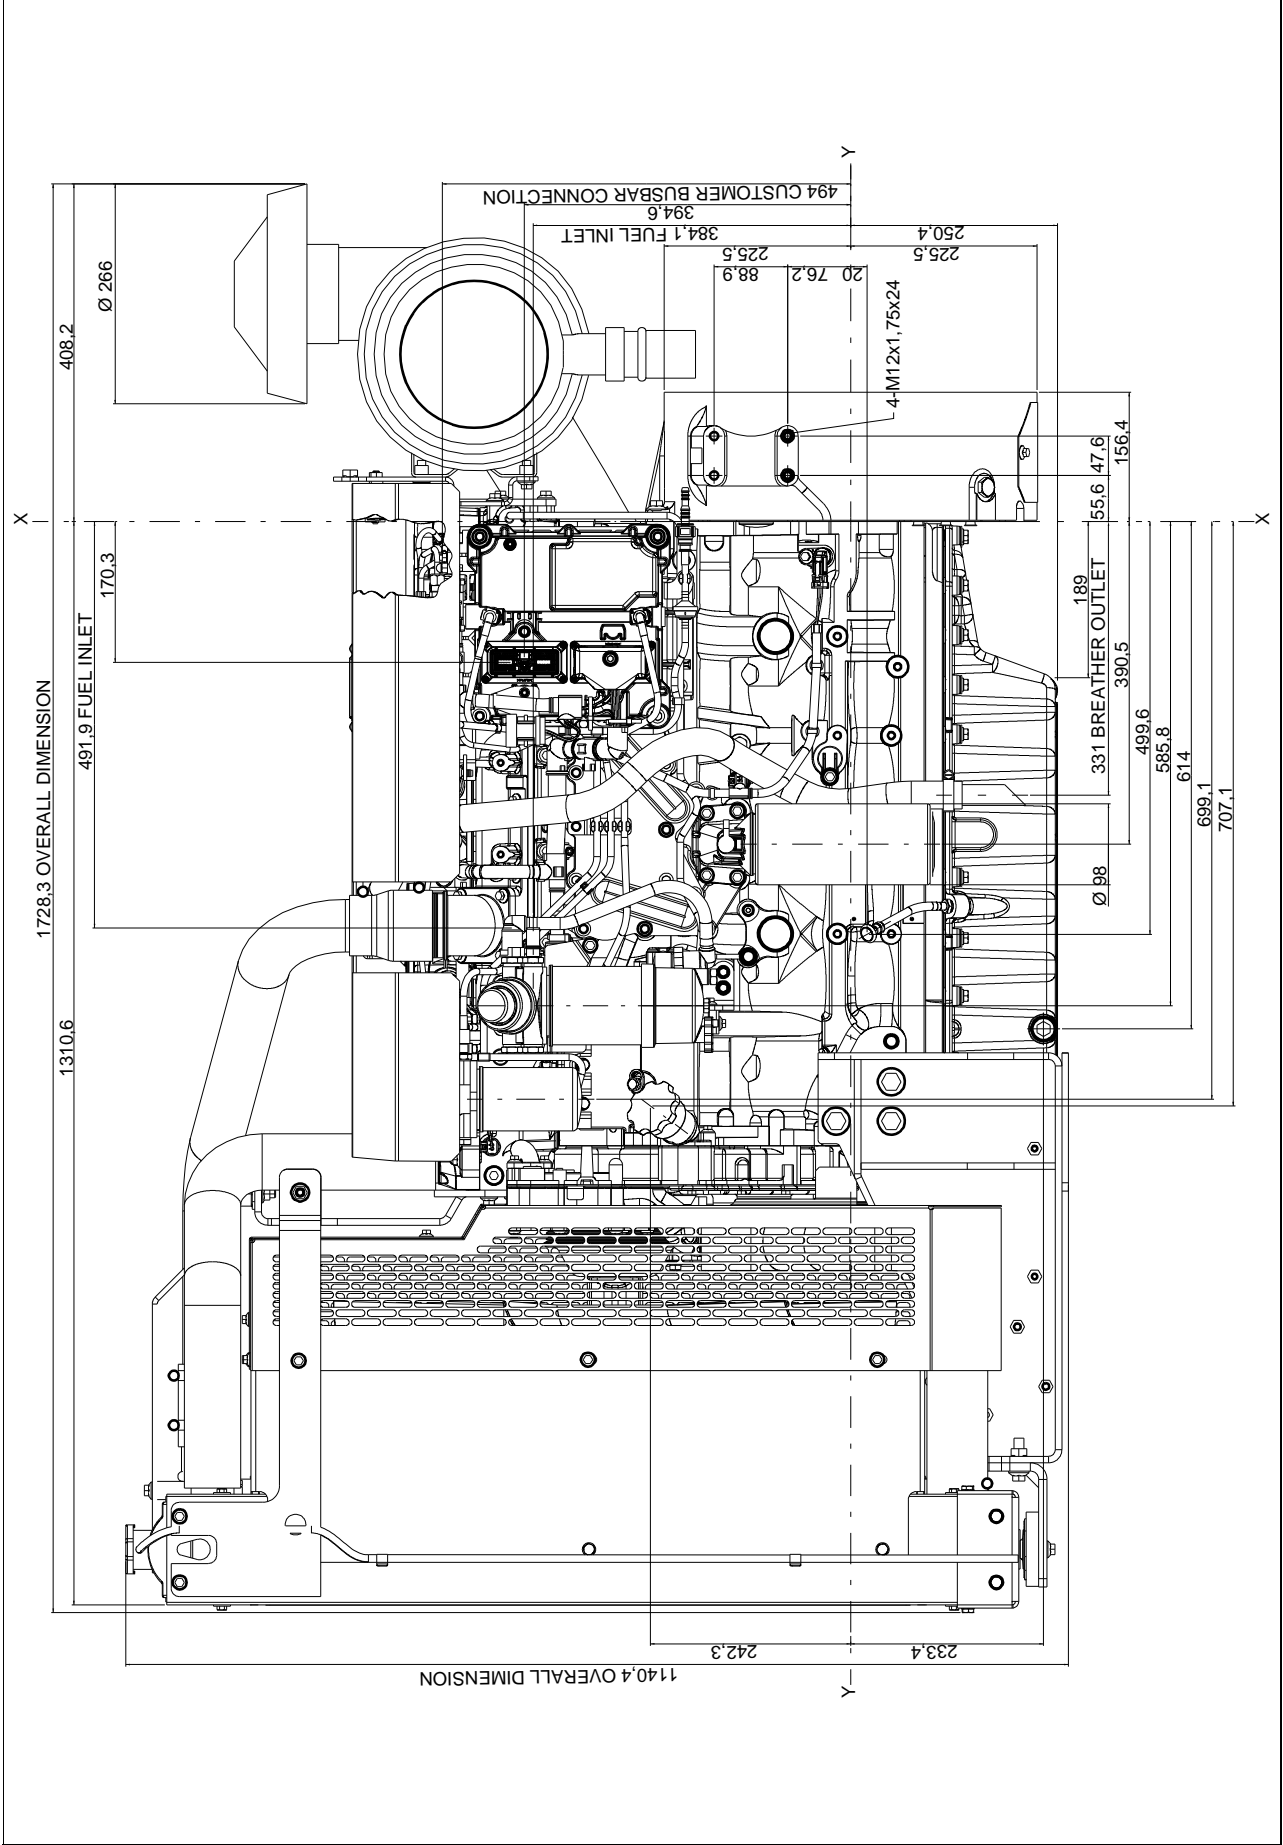 Y
494 CUSTOMER BUSBAR CONNECTION
394,6
384,1 FUEL INLET
250,4
225,5
225,5
88,9
76,2
20
Ø 266
408,2
4-M12x1,75x24
X
X
156,4
47,6
55,6
170,3
491,9 FUEL INLET
1728,3 OVERALL DIMENSION
189
331 BREATHER OUTLET
390,5
499,6
585,8
614
699,1
707,1
Ø 98
1310,6
242,3
233,4
1140,4 OVERALL DIMENSION
Y